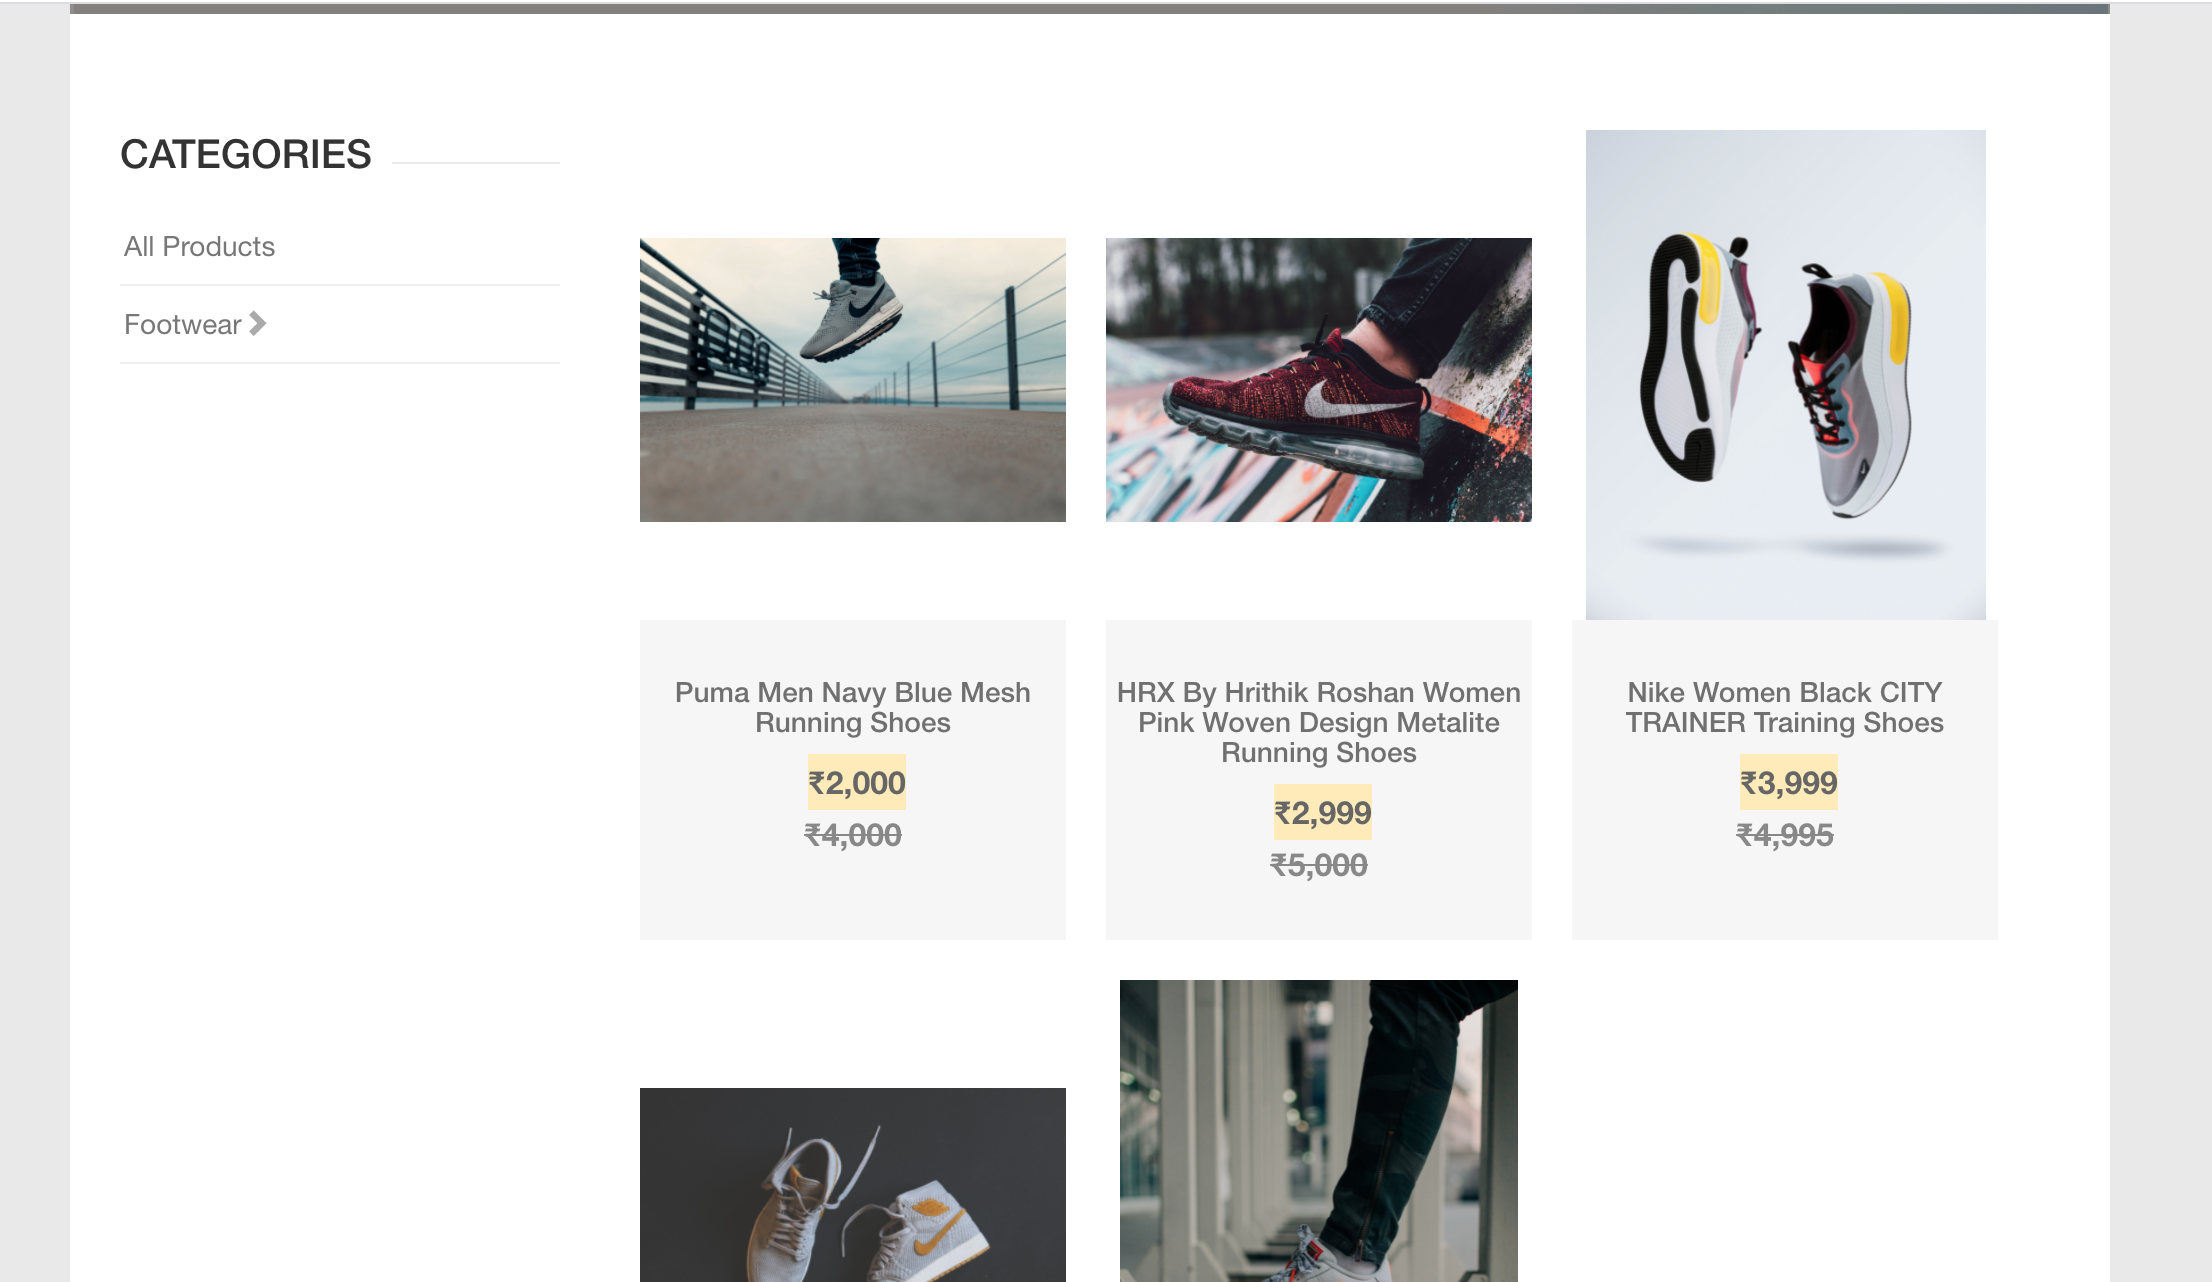 CATEGORIES
All Products
Footwear
Puma Men Navy Blue Mesh
Running Shoes
₹2,000
₹4,000
HRX By Hrithik Roshan Women
Pink Woven Design Metalite
Running Shoes
₹2,999
₹5,000
Nike Women Black CITY
TRAINER Training Shoes
₹3,999
₹4,995